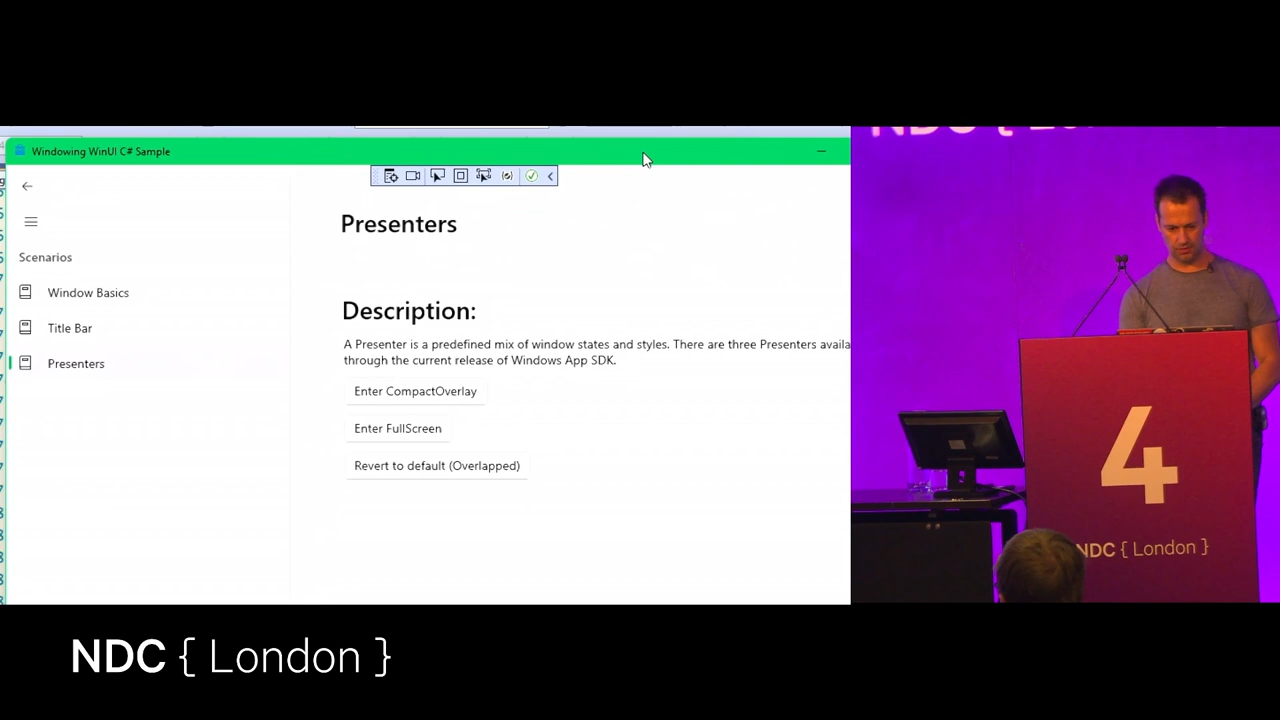 Windowing WinUI C# Sample
Scenarios
Window Basics
Title Bar
Presenters
Presenters
Description:
A Presenter is a predefined mix of window states and styles. There are three Presenters
through the current release of Windows App SDK.
Enter CompactOverlay
Enter FullScreen
Revert to default (Overlapped)
NDC {
4
NDC { London }
NDC { London }